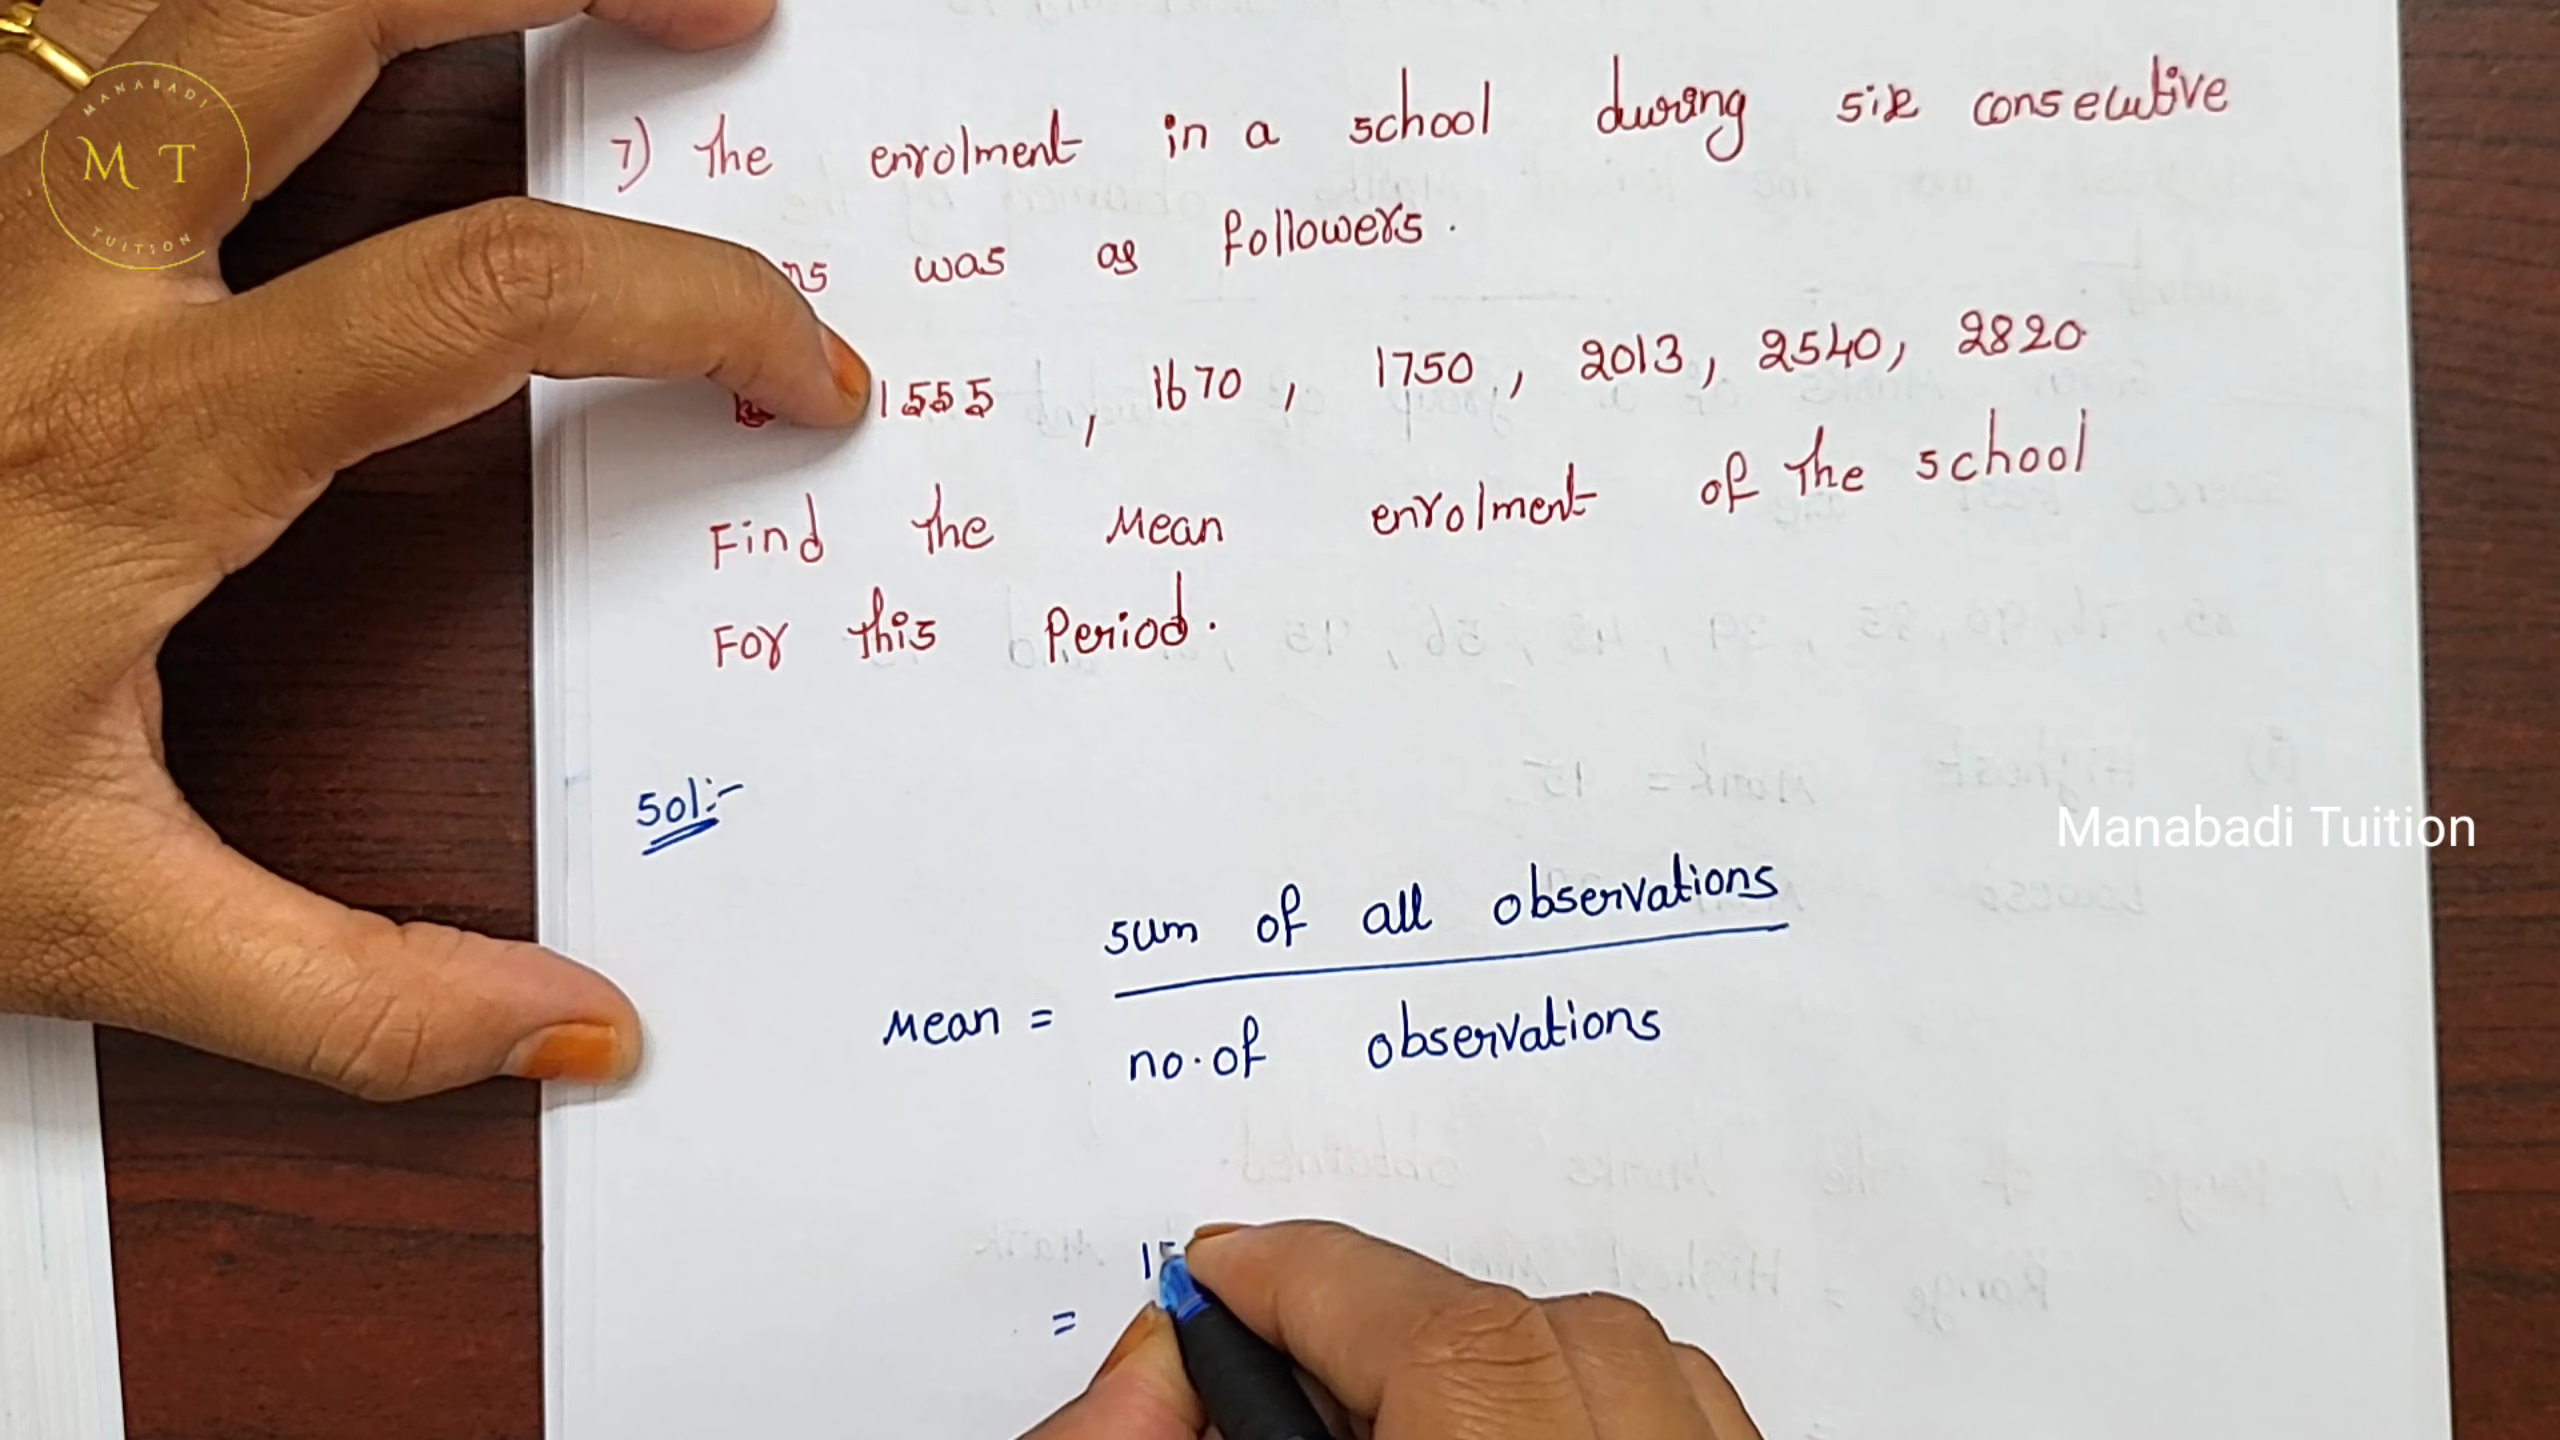 MANABADI
MT
TUITION
7) The enrolment in a school during six consecutive
was as followers.
1555 , 1670 , 1750 , 2013, 2540, 2820
Find the Mean enrolment of the school
For this Period.
Sol:-
Manabadi Tuition
sum of all observations
Mean =
no.of observations
=